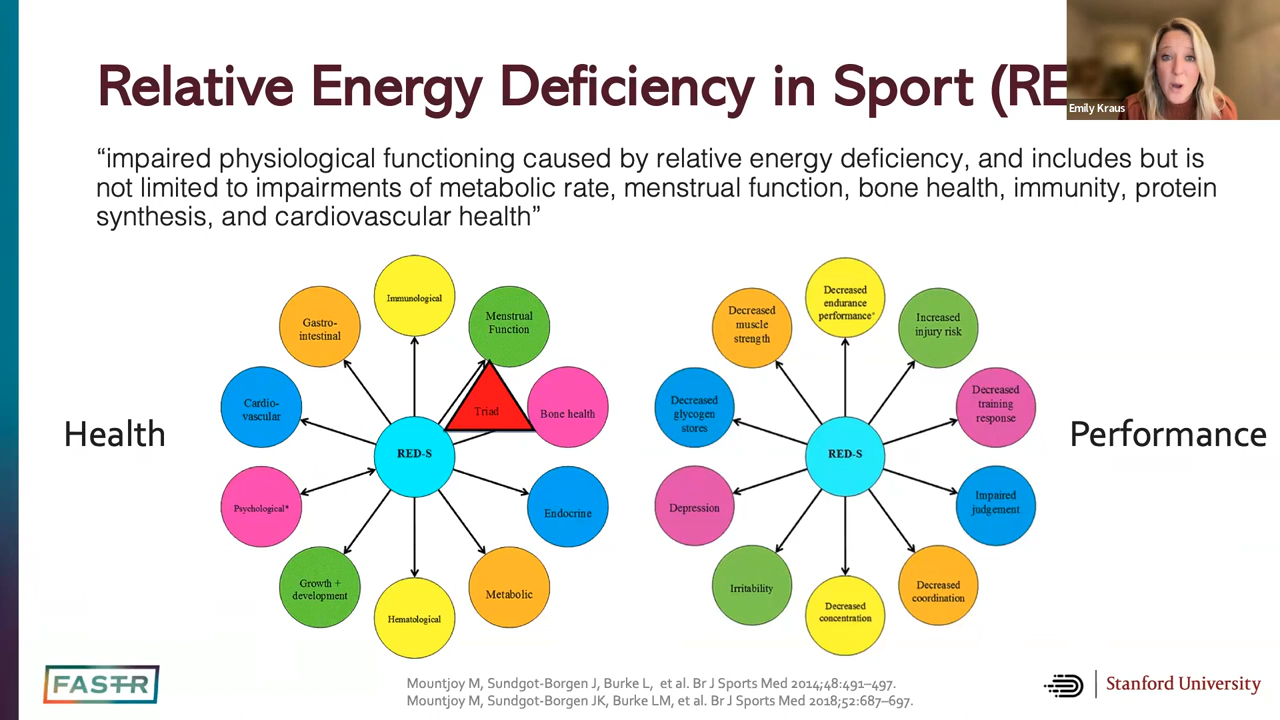 Relative Energy Deficiency in Sport (RE
Emily Kraus
“impaired physiological functioning caused by relative energy deficiency, and includes but is
not limited to impairments of metabolic rate, menstrual function, bone health, immunity, protein
synthesis, and cardiovascular health”
Health
Immunological
Menstrual
Function
Gastro-
intestinal
Triad
Bone health
Cardio-
vascular
RED-S
Psychological*
Endocrine
Growth +
development
Metabolic
Hematological
Decreased
endurance
performance*
Decreased
muscle
strength
Increased
injury risk
Decreased
glycogen
stores
Decreased
training
response
RED-S
Depression
Impaired
judgement
Irritability
Decreased
coordination
Decreased
concentration
Performance
FASTR
Mountjoy M, Sundgot-Borgen J, Burke L, et al. Br J Sports Med 2014;48:491–497.
Mountjoy M, Sundgot-Borgen JK, Burke LM, et al. Br J Sports Med 2018;52:687–697.
Stanford University